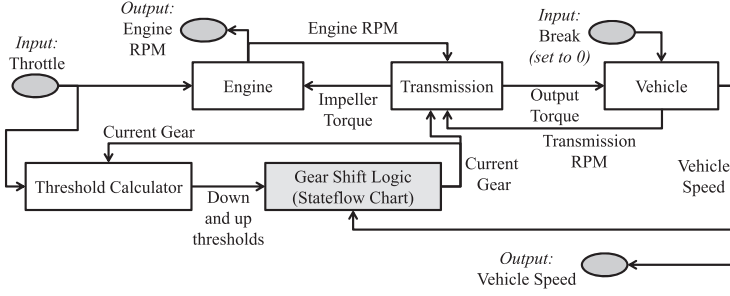 Output:
Engine
RPM
Input:
Throttle
Engine RPM
Input:
Break
(set to 0)
Engine
Transmission
Vehicle
Impeller
Torque
Output
Torque
Transmission
RPM
Current Gear
Current
Gear
Vehicle
Speed
Threshold Calculator
Gear Shift Logic
(Stateflow Chart)
Down
and up
thresholds
Output:
Vehicle Speed